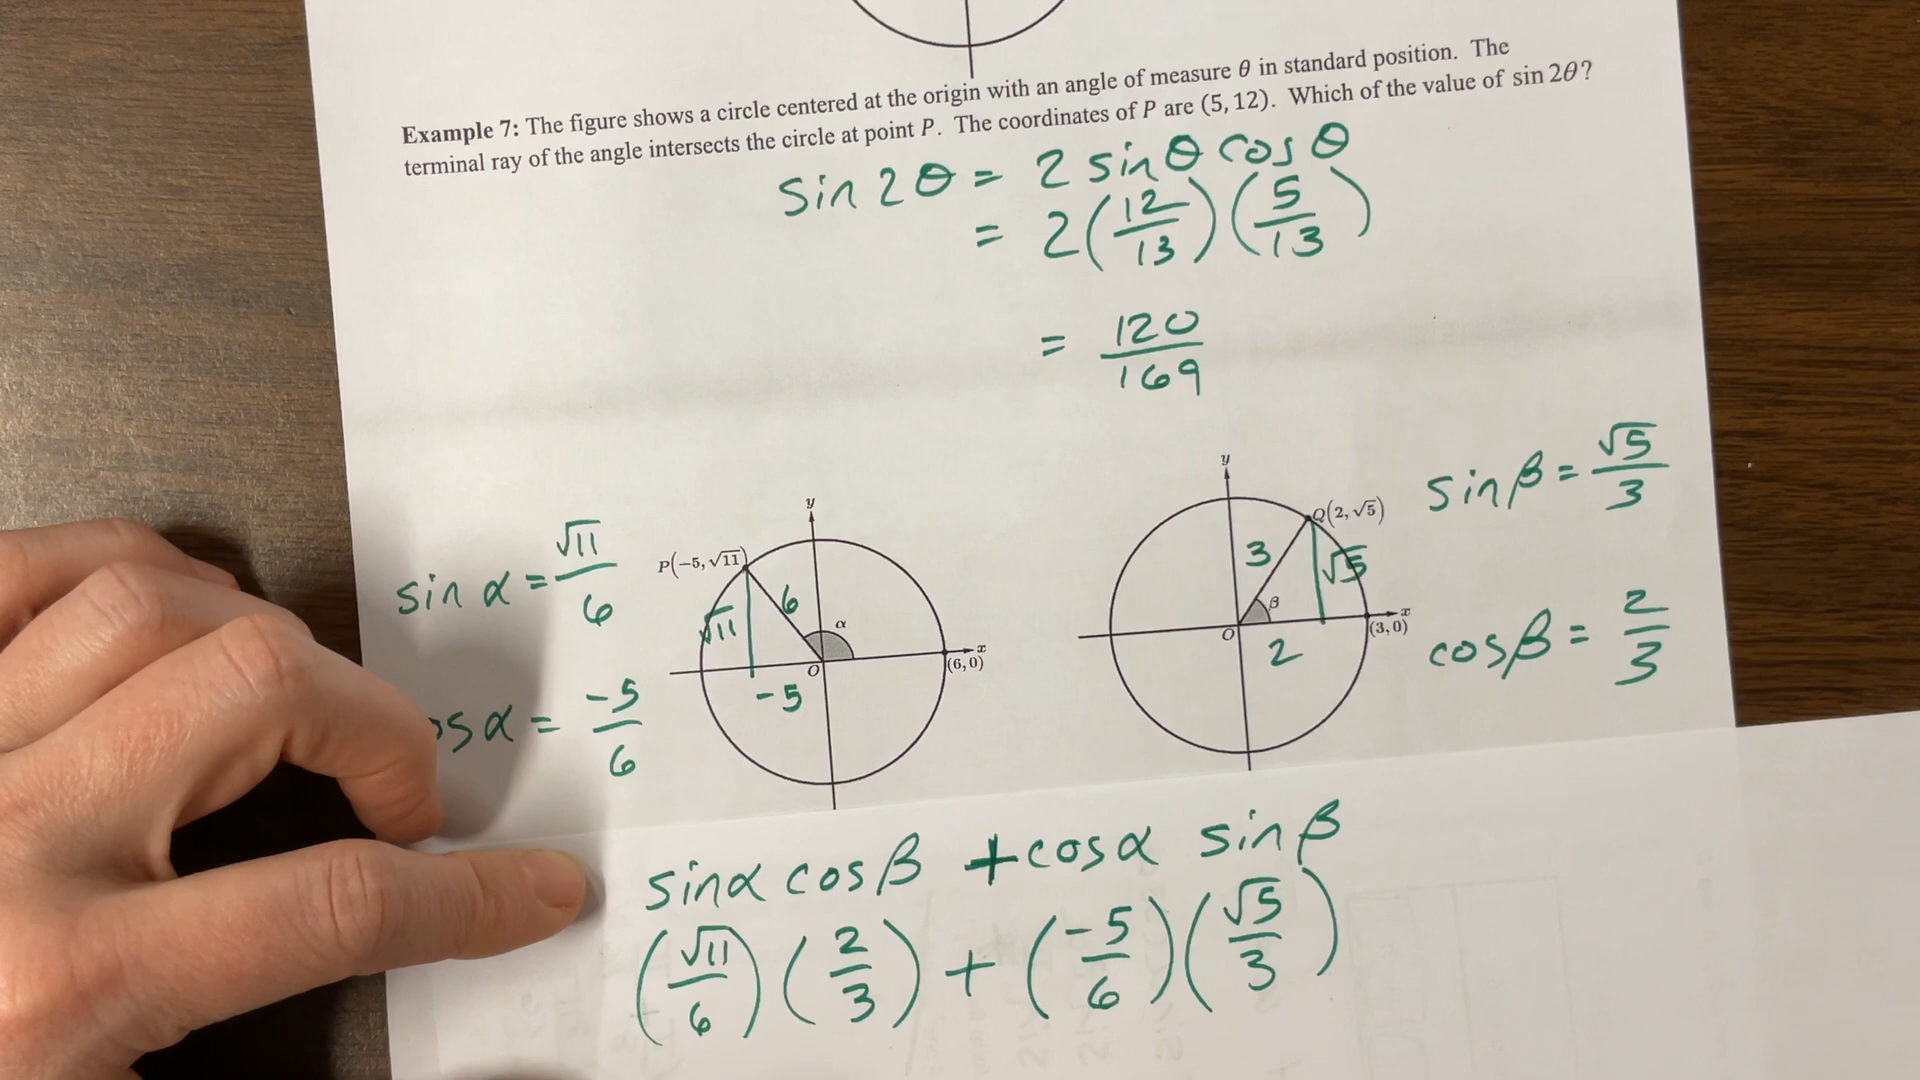 Example 7: The figure shows a circle centered at the origin with an angle of measure θ in standard position. The
terminal ray of the angle intersects the circle at point P. The coordinates of P are (5, 12). Which of the value of sin 2θ?
sin 2θ = 2 sin θ cos θ
= 2(12/13)(5/13)
= 120/169
sin α = √11/6
cos α = -5/6
y
P(-5, √11)
6
√11
α
x
O
(6, 0)
-5
y
Q(2, √5)
3
√5
β
x
O
(3, 0)
2
sin β = √5/3
cos β = 2/3
sin α cos β + cos α sin β
(√11/6)(2/3) + (-5/6)(√5/3)